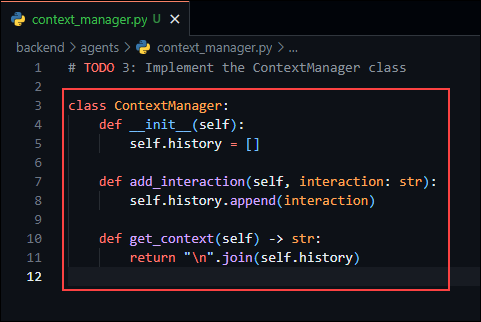 context_manager.py U ×
backend > agents > context_manager.py > ...
1 # TODO 3: Implement the ContextManager class
2
3 class ContextManager:
4     def __init__(self):
5         self.history = []
6
7     def add_interaction(self, interaction: str):
8         self.history.append(interaction)
9
10     def get_context(self) -> str:
11         return "\n".join(self.history)
12